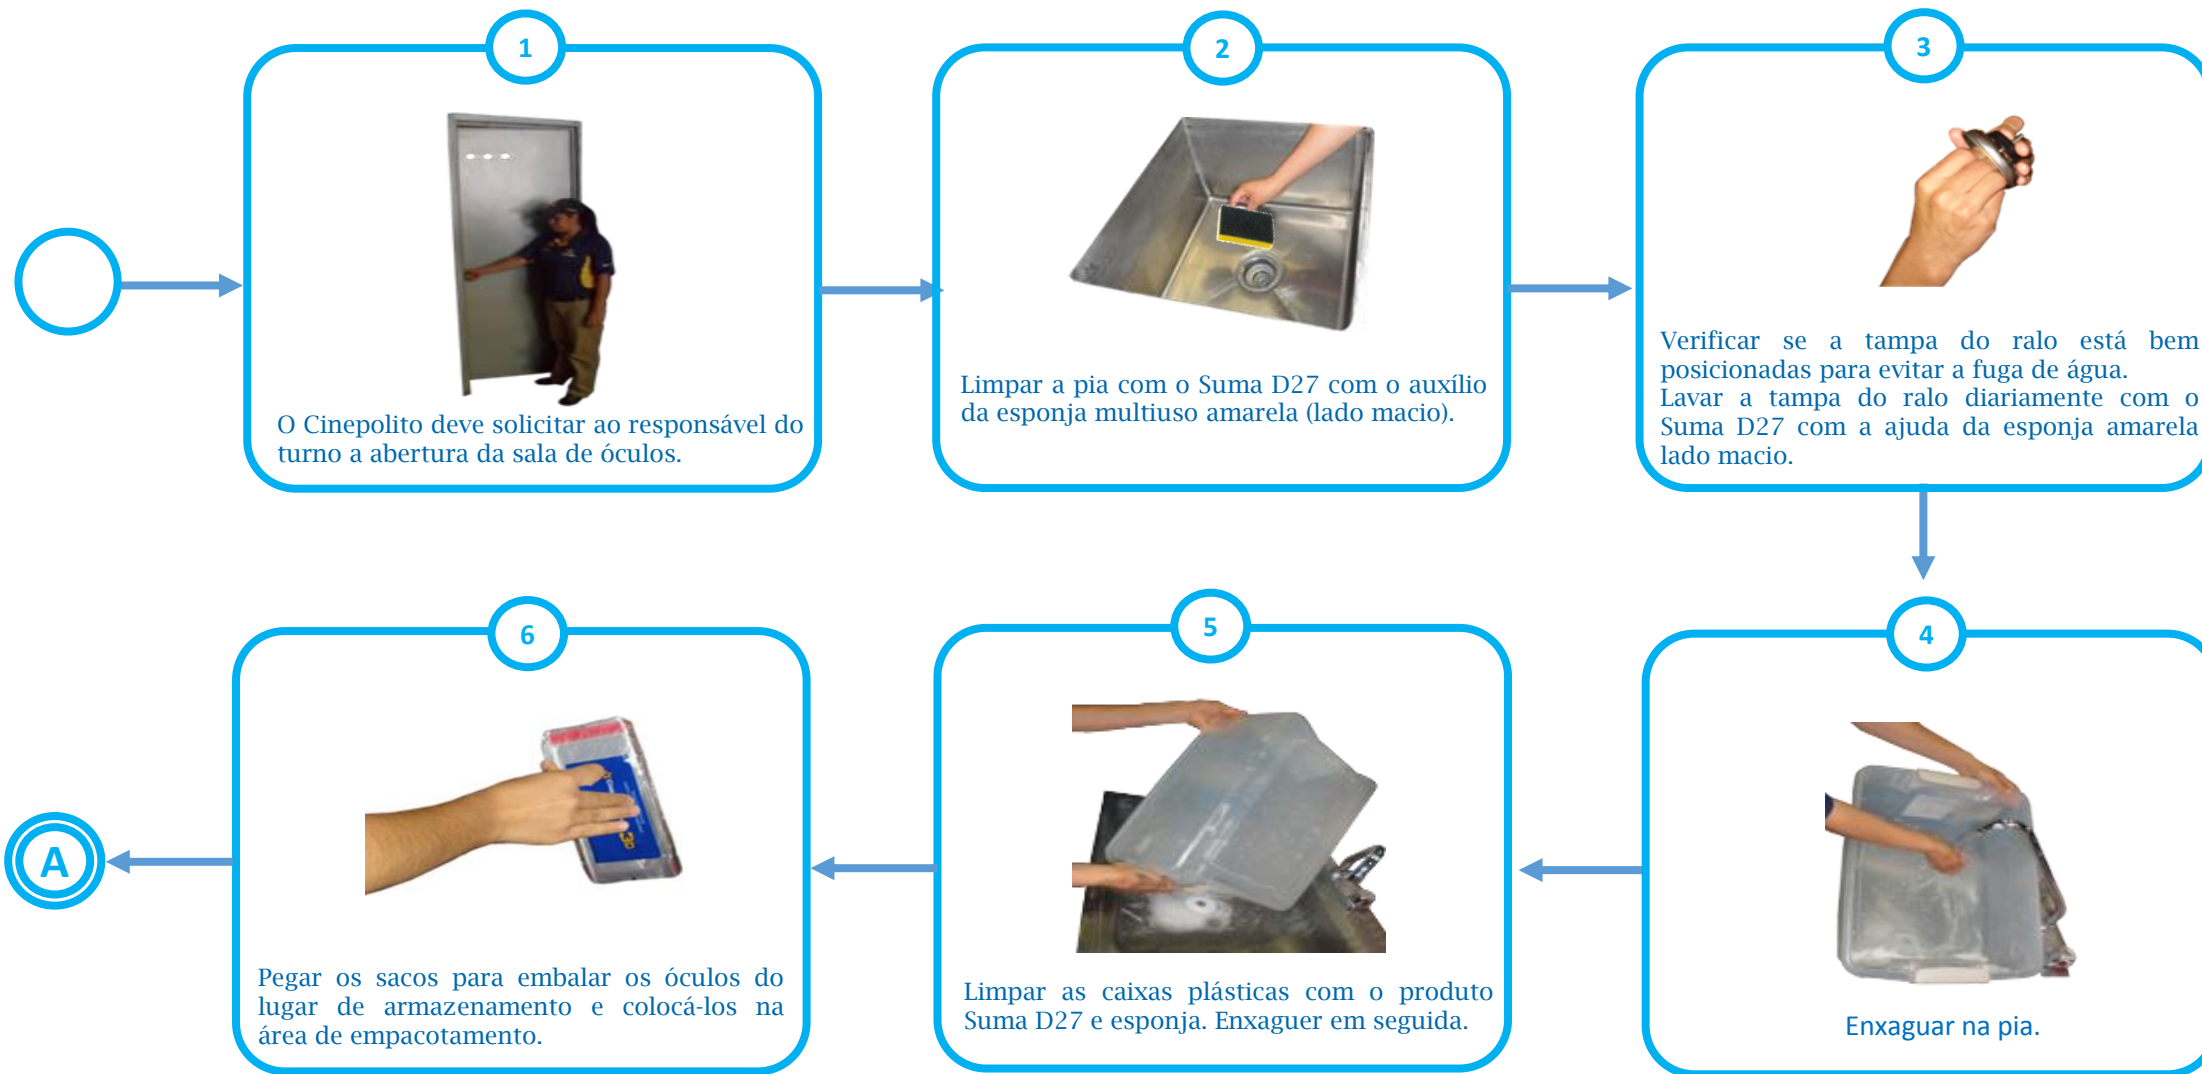 1
O Cinepolito deve solicitar ao responsável do
turno a abertura da sala de óculos.
2
Limpar a pia com o Suma D27 com o auxílio
da esponja multiuso amarela (lado macio).
3
Verificar se a tampa do ralo está bem
posicionadas para evitar a fuga de água.
Lavar a tampa do ralo diariamente com o
Suma D27 com a ajuda da esponja amarela
lado macio.
4
Enxaguar na pia.
5
Limpar as caixas plásticas com o produto
Suma D27 e esponja. Enxaguer em seguida.
6
Pegar os sacos para embalar os óculos do
lugar de armazenamento e colocá-los na
área de empacotamento.
A